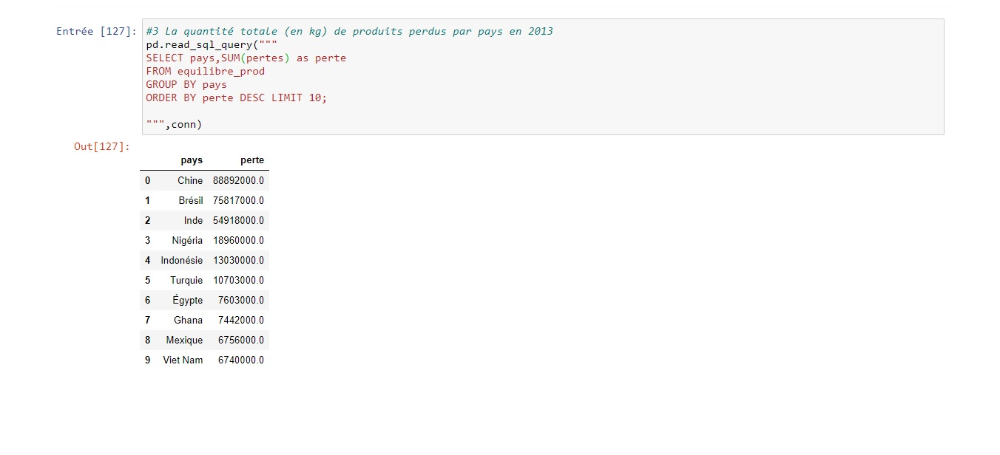 Entrée [127]: #3 La quantité totale (en kg) de produits perdus par pays en 2013
pd.read_sql_query("""
SELECT pays,SUM(pertes) as perte
FROM equilibre_prod
GROUP BY pays
ORDER BY perte DESC LIMIT 10;
""",conn)
Out[127]:
pays perte
0 Chine 88892000.0
1 Brésil 75817000.0
2 Inde 54918000.0
3 Nigéria 18960000.0
4 Indonésie 13030000.0
5 Turquie 10703000.0
6 Égypte 7603000.0
7 Ghana 7442000.0
8 Mexique 6756000.0
9 Viet Nam 6740000.0